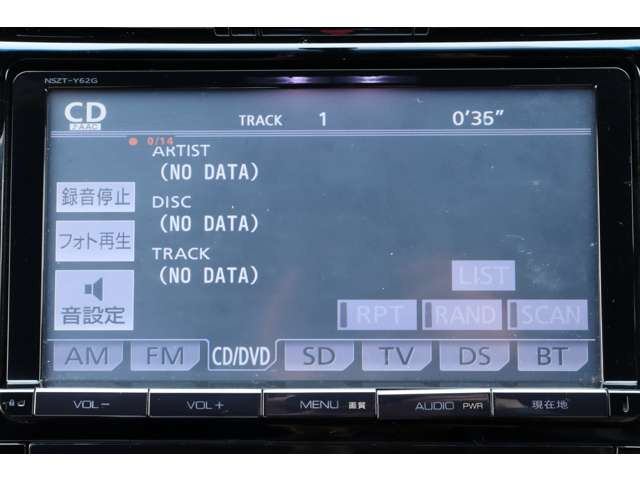 NSZT-Y62G
CD
TRACK 1 0'35"
0/14
ARTIST
(NO DATA)
録音停止
DISC
(NO DATA)
フォト再生
TRACK
(NO DATA)
LIST
音設定
RPT RAND SCAN
AM FM CD/DVD SD TV DS BT
VOL− VOL+ MENU 画質 AUDIO PWR 現在地